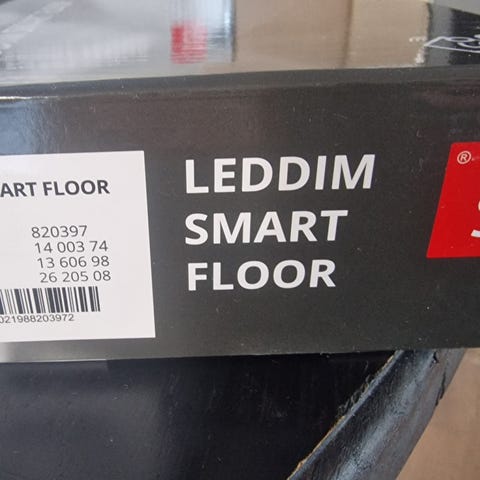 ART FLOOR
820397
14 003 74
13 606 98
26 205 08
021988203972
LEDDIM
SMART
FLOOR
®